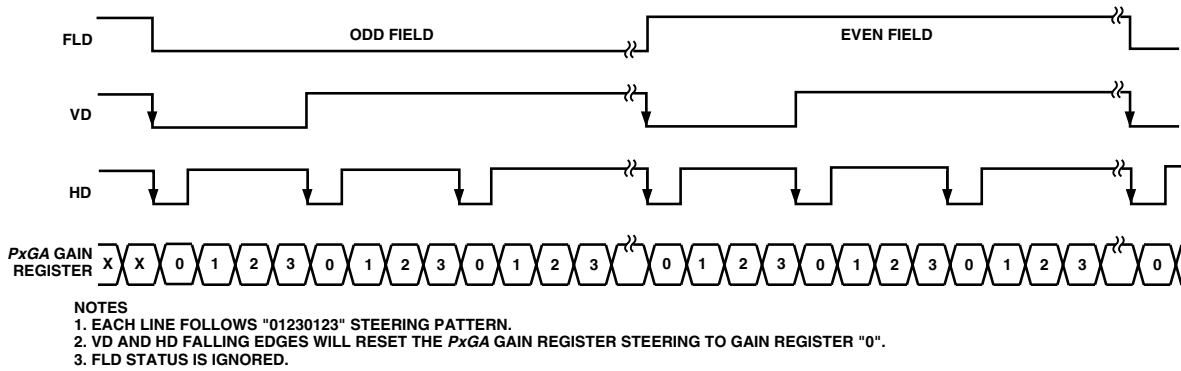 FLD ODD FIELD EVEN FIELD
VD
HD
PxGA GAIN
REGISTER X X 0 1 2 3 0 1 2 3 0 1 2 3 0 1 2 3 0 1 2 3 0 1 2 3 0
NOTES
1. EACH LINE FOLLOWS "01230123" STEERING PATTERN.
2. VD AND HD FALLING EDGES WILL RESET THE PxGA GAIN REGISTER STEERING TO GAIN REGISTER "0".
3. FLD STATUS IS IGNORED.